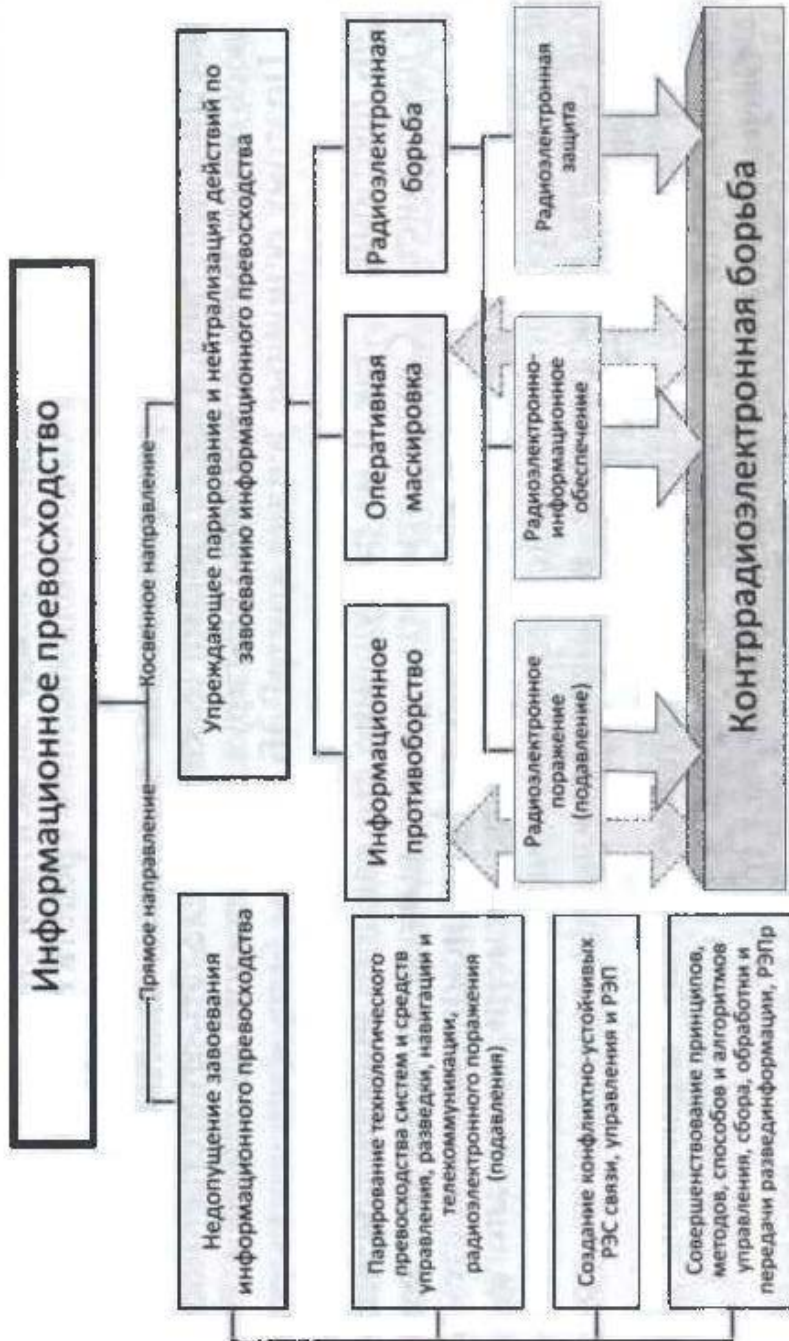 Информационное превосходство
Прямое направление
Косвенное направление
Недопущение завоевания
информационного превосходства
Упреждающее парирование и нейтрализация действий по
завоеванию информационного превосходства
Парирование технологического
превосходства систем и средств
управления, разведки, навигации и
телекоммуникации,
радиоэлектронного поражения
(подавления)
Создание конфликтно-устойчивых
РЭС связи, управления и РЭП
Совершенствование принципов,
методов, способов и алгоритмов
управления, сбора, обработки и
передачи развединформации, РЭПр
Информационное
противоборство
Оперативная
маскировка
Радиоэлектронная
борьба
Радиоэлектронное
поражение
(подавление)
Радиоэлектронно-
информационное
обеспечение
Радиоэлектронная
защита
Контррадиоэлектронная борьба